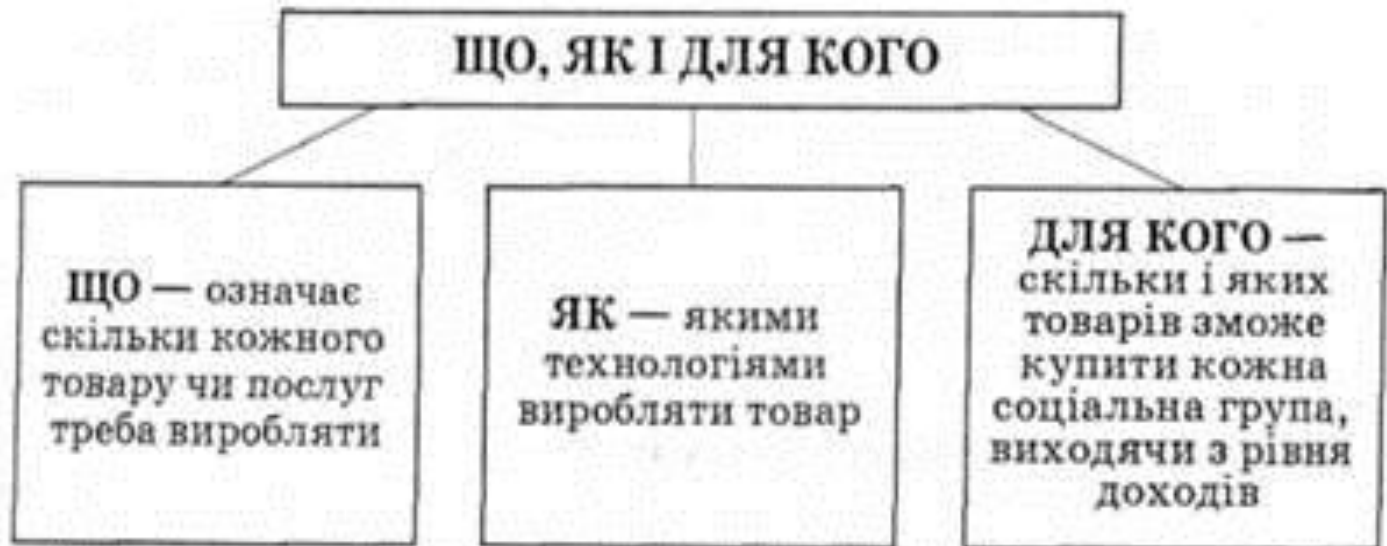 ЩО, ЯК І ДЛЯ КОГО
ЩО — означає
скільки кожного
товару чи послуг
треба виробляти
ЯК — якими
технологіями
виробляти товар
ДЛЯ КОГО —
скільки і яких
товарів зможе
купити кожна
соціальна група,
виходячи з рівня
доходів